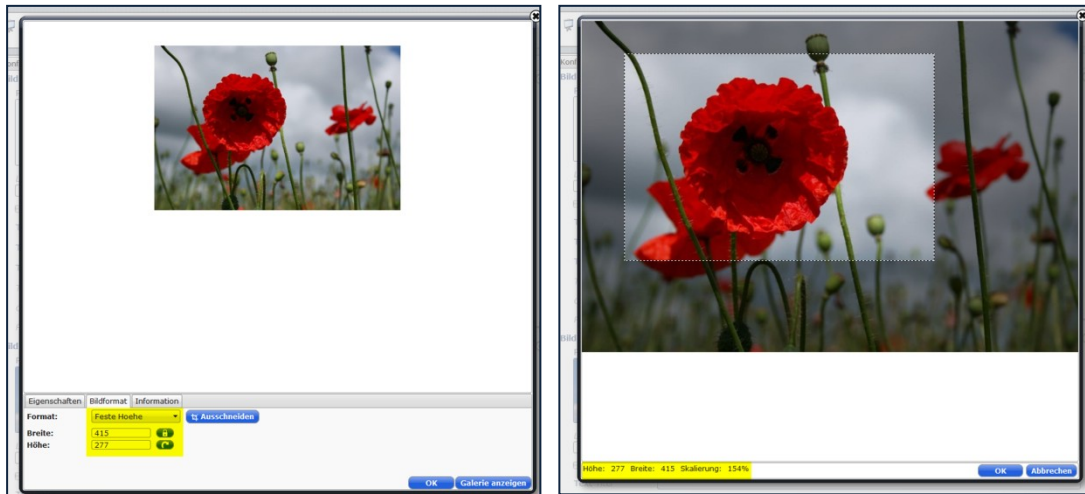 Eigenschaften Bildformat Information
Format: Feste Hoehe Ausschneiden
Breite: 415
Höhe: 277
OK Galerie anzeigen
Höhe: 277 Breite: 415 Skalierung: 154%
OK Abbrechen